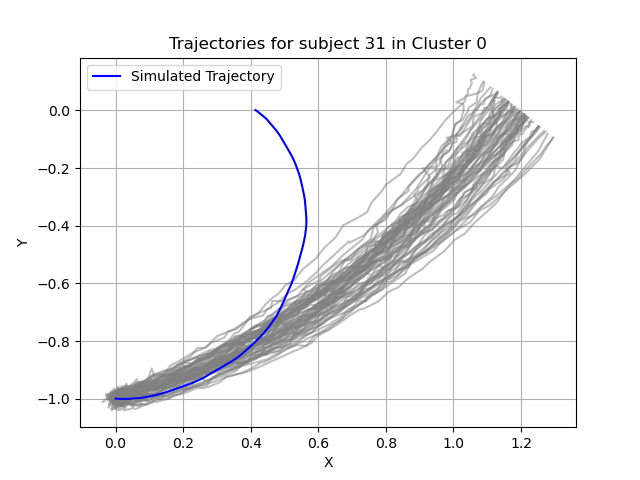 Trajectories for subject 31 in Cluster 0
Simulated Trajectory
0.0
−0.2
−0.4
−0.6
−0.8
−1.0
Y
0.0 0.2 0.4 0.6 0.8 1.0 1.2
X